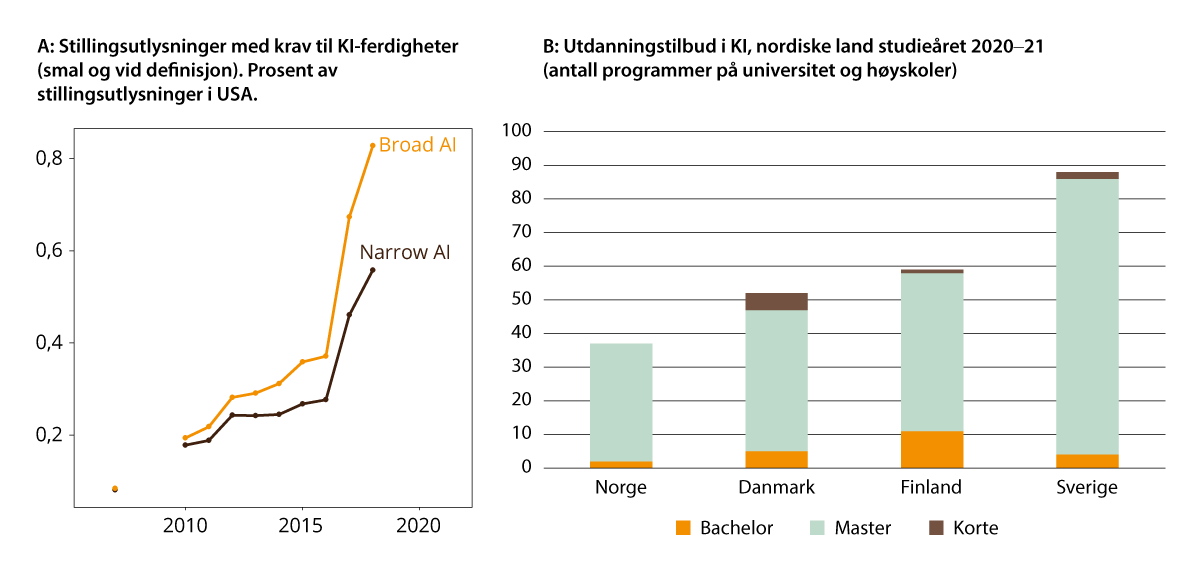 A: Stillingsutlysninger med krav til KI-ferdigheter
(smal og vid definisjon). Prosent av
stillingsutlysninger i USA.
0,8
0,6
0,4
0,2
Broad AI
Narrow AI
2010
2015
2020
B: Utdanningstilbud i KI, nordiske land studieåret 2020–21
(antall programmer på universitet og høyskoler)
100
90
80
70
60
50
40
30
20
10
0
Norge
Danmark
Finland
Sverige
Bachelor
Master
Korte